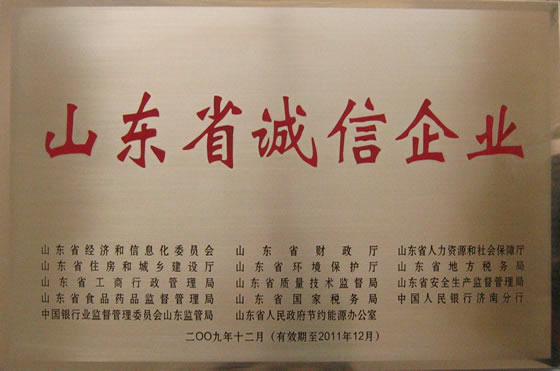 山东省诚信企业
山东省经济和信息化委员会 山东省财政厅 山东省人力资源和社会保障厅
山东省住房和城乡建设厅 山东省环境保护厅 山东省地方税务局
山东省工商行政管理局 山东省质量技术监督局 山东省安全生产监督管理局
山东省食品药品监督管理局 山东省国家税务局 中国人民银行济南分行
中国银行业监督管理委员会山东监管局 山东省人民政府节约能源办公室
二〇〇九年十二月（有效期至2011年12月）